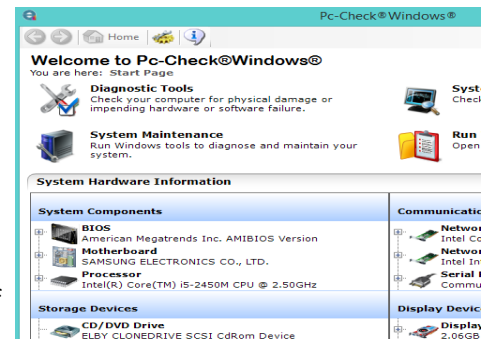 Pc-Check®Windows®
Home
Welcome to Pc-Check®Windows®
You are here: Start Page
Diagnostic Tools
Check your computer for physical damage or
impending hardware or software failure.
Syst
Check
System Maintenance
Run Windows tools to diagnose and maintain your
system.
Run
Open
System Hardware Information
System Components
BIOS
American Megatrends Inc. AMIBIOS Version
Motherboard
SAMSUNG ELECTRONICS CO., LTD.
Processor
Intel(R) Core(TM) i5-2450M CPU @ 2.50GHz
Communicatio
Networ
Intel Co
Networ
Intel In
Serial
Commu
Storage Devices
CD/DVD Drive
ELBY CLONEDRIVE SCSI CdRom Device
Display Device
Display
2.06GB